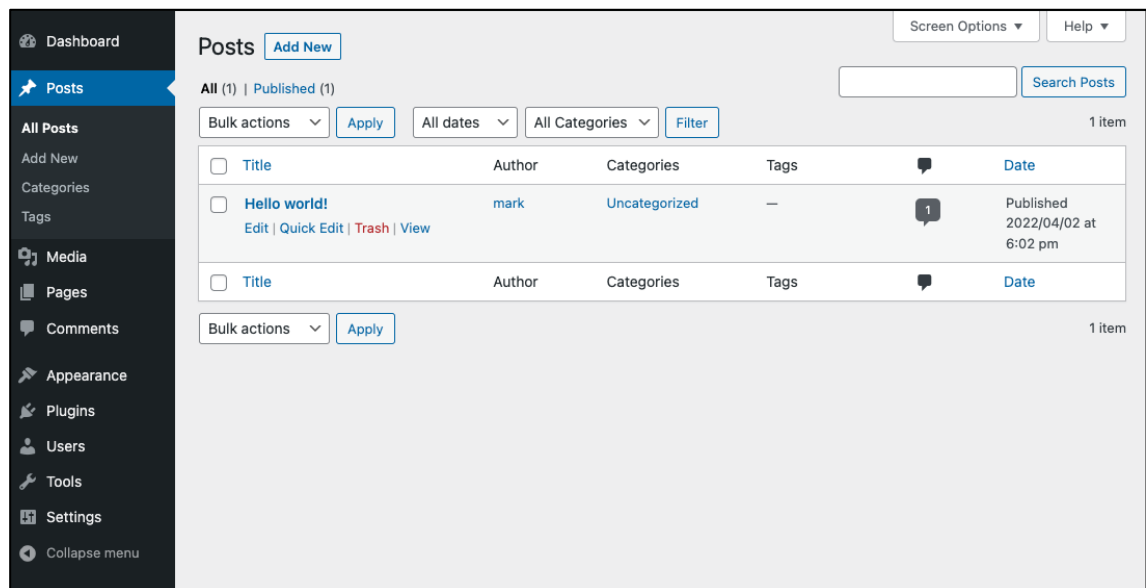 Dashboard
Posts
All Posts
Add New
Categories
Tags
Media
Pages
Comments
Appearance
Plugins
Users
Tools
Settings
Collapse menu
Screen Options Help
Posts Add New
All (1) | Published (1)
Search Posts
Bulk actions Apply All dates All Categories Filter 1 item
Title Author Categories Tags Date
Hello world! mark Uncategorized — 1 Published
Edit | Quick Edit | Trash | View 2022/04/02 at
6:02 pm
Title Author Categories Tags Date
Bulk actions Apply 1 item